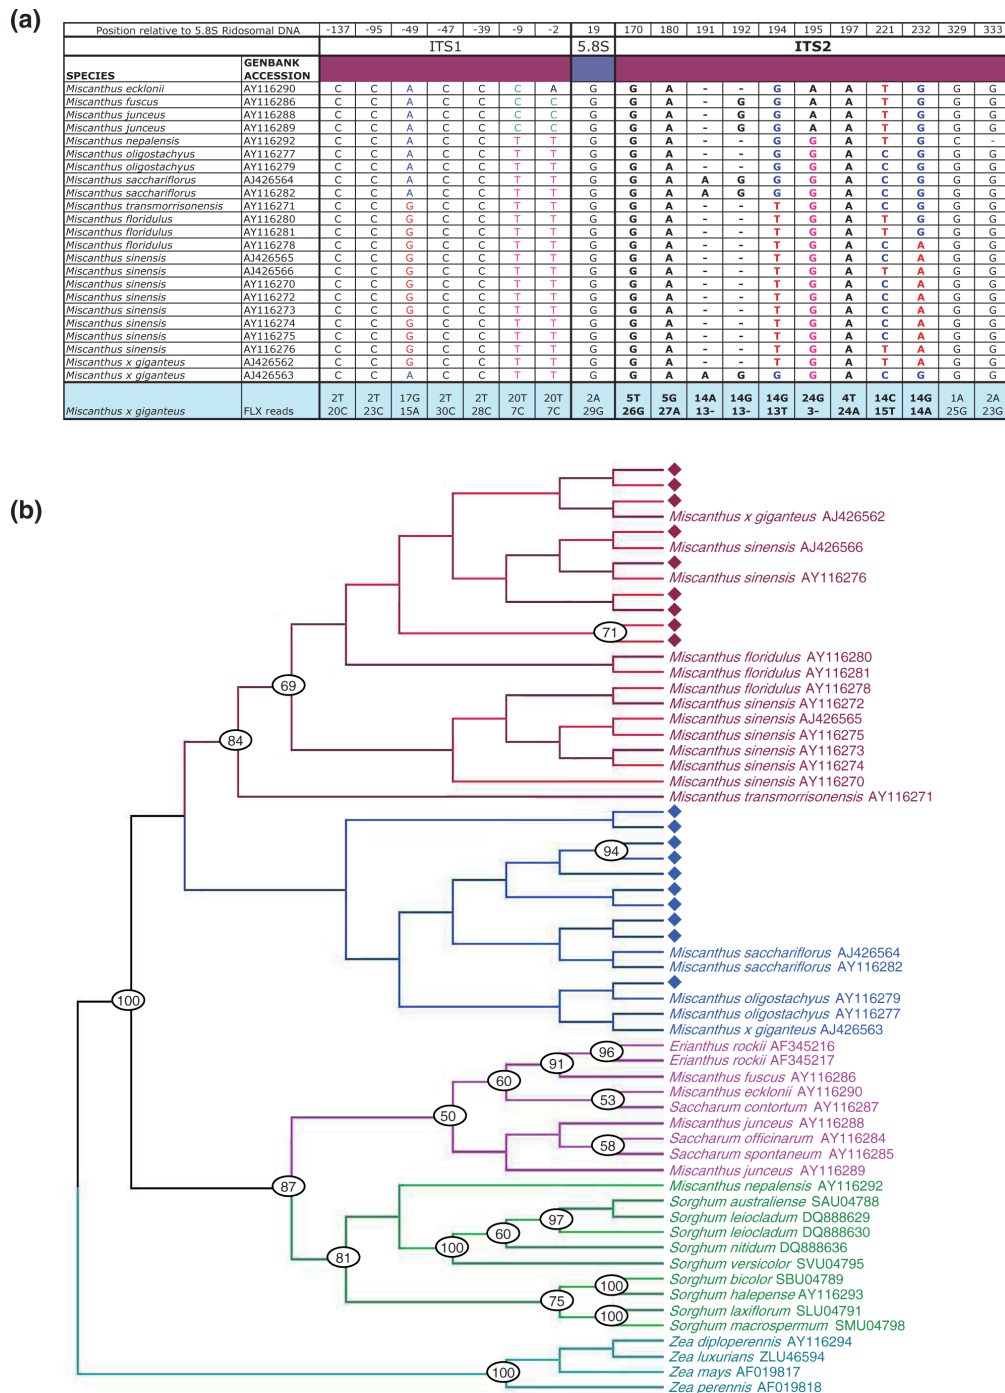 (a)
Position relative to 5.8S Ridosomal DNA -137 -95 -49 -47 -39 -9 -2 19 170 180 191 192 194 195 197 221 232 329 333
ITS1 5.8S ITS2
SPECIES GENBANK ACCESSION
Miscanthus ecklonii AY116290 C C A C C C A G G A - - G A A T G G G
Miscanthus fuscus AY116286 C C A C C C C G G A - G G A A T G G G
Miscanthus junceus AY116288 C C A C C C C G G A - G G A A T G G G
Miscanthus junceus AY116289 C C A C C C C G G A - G G A A T G G G
Miscanthus nepalensis AY116292 C C A C C T T G G A - - G G A T G C -
Miscanthus oligostachyus AY116277 C C A C C T T G G A - - G G A C G G G
Miscanthus oligostachyus AY116279 C C A C C T T G G A - - G G A C G G G
Miscanthus sacchariflorus AJ426564 C C A C C T T G G A A G G G A C G G G
Miscanthus sacchariflorus AY116282 C C A C C T T G G A A G G G A C G G G
Miscanthus transmorrisonensis AY116271 C C G C C T T G G A - - T G A C G G G
Miscanthus floridulus AY116280 C C G C C T T G G A - - T G A T G G G
Miscanthus floridulus AY116281 C C G C C T T G G A - - T G A T G G G
Miscanthus floridulus AY116278 C C G C C T T G G A - - T G A C A G G
Miscanthus sinensis AJ426565 C C G C C T T G G A - - T G A C A G G
Miscanthus sinensis AJ426566 C C G C C T T G G A - - T G A T A G G
Miscanthus sinensis AY116270 C C G C C T T G G A - - T G A C A G G
Miscanthus sinensis AY116272 C C G C C T T G G A - - T G A C A G G
Miscanthus sinensis AY116273 C C G C C T T G G A - - T G A C A G G
Miscanthus sinensis AY116274 C C G C C T T G G A - - T G A C A G G
Miscanthus sinensis AY116275 C C G C C T T G G A - - T G A C A G G
Miscanthus sinensis AY116276 C C G C C T T G G A - - T G A T A G G
Miscanthus x giganteus AJ426562 C C G C C T T G G A - - T G A T A G G
Miscanthus x giganteus AJ426563 C C A C C T T G G A A G G G A C G G G
2T 2T 17G 2T 2T 20T 20T 2A 5T 5G 14A 14G 14G 24G 4T 14C 14G 1A 2A
Miscanthus x giganteus FLX reads 20C 23C 15A 30C 28C 7C 7C 29G 26G 27A 13- 13- 13T 3- 24A 15T 14A 25G 23G
(b)
Miscanthus x giganteus AJ426562
Miscanthus sinensis AJ426566
Miscanthus sinensis AY116276
71
Miscanthus floridulus AY116280
Miscanthus floridulus AY116281
69
Miscanthus floridulus AY116278
Miscanthus sinensis AY116272
Miscanthus sinensis AJ426565
Miscanthus sinensis AY116275
84
Miscanthus sinensis AY116273
Miscanthus sinensis AY116274
Miscanthus sinensis AY116270
Miscanthus transmorrisonensis AY116271
94
Miscanthus sacchariflorus AJ426564
Miscanthus sacchariflorus AY116282
Miscanthus oligostachyus AY116279
100
Miscanthus oligostachyus AY116277
Miscanthus x giganteus AJ426563
96
Erianthus rockii AF345216
Erianthus rockii AF345217
91
60
Miscanthus fuscus AY116286
Miscanthus ecklonii AY116290
53
Saccharum contortum AY116287
50
Miscanthus junceus AY116288
Saccharum officinarum AY116284
58
Saccharum spontaneum AY116285
Miscanthus junceus AY116289
87
Miscanthus nepalensis AY116292
Sorghum australiense SAU04788
97
Sorghum leiocladum DQ888629
60
Sorghum leiocladum DQ888630
100
Sorghum nitidum DQ888636
81
Sorghum versicolor SVU04795
Sorghum bicolor SBU04789
100
Sorghum halepense AY116293
75
Sorghum laxiflorum SLU04791
100
Sorghum macrospermum SMU04798
Zea diploperennis AY116294
Zea luxurians ZLU46594
100
Zea mays AF019817
Zea perennis AF019818